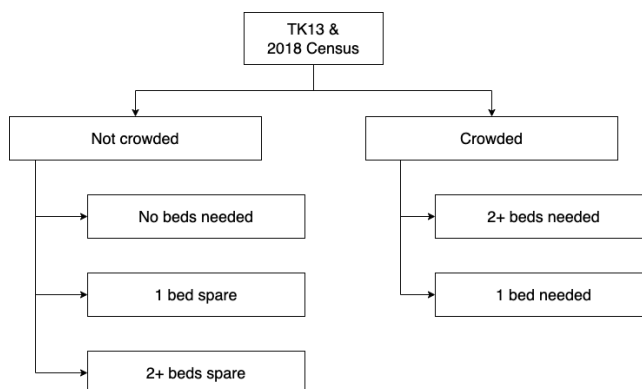 TK13 &
2018 Census
Not crowded
Crowded
No beds needed
2+ beds needed
1 bed spare
1 bed needed
2+ beds spare